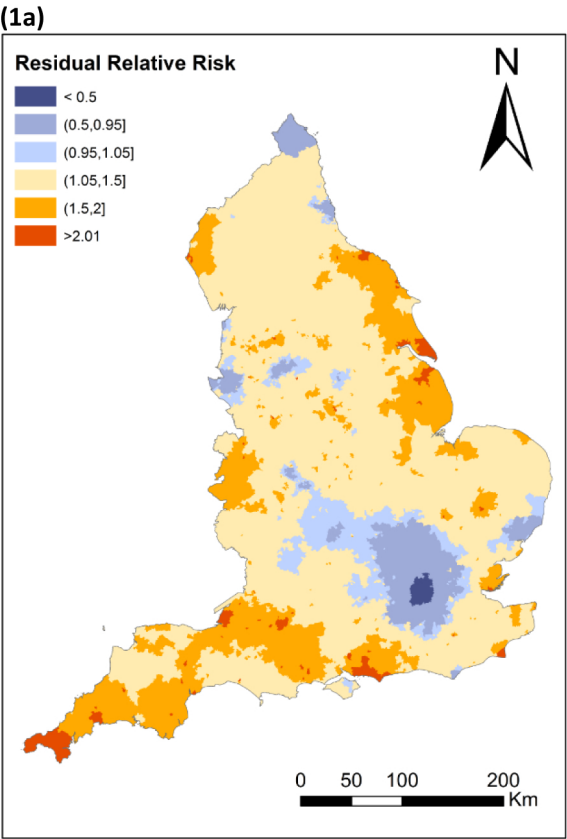 (1a)
Residual Relative Risk
N
< 0.5
(0.5,0.95]
(0.95,1.05]
(1.05,1.5]
(1.5,2]
>2.01
0 50 100 200
Km